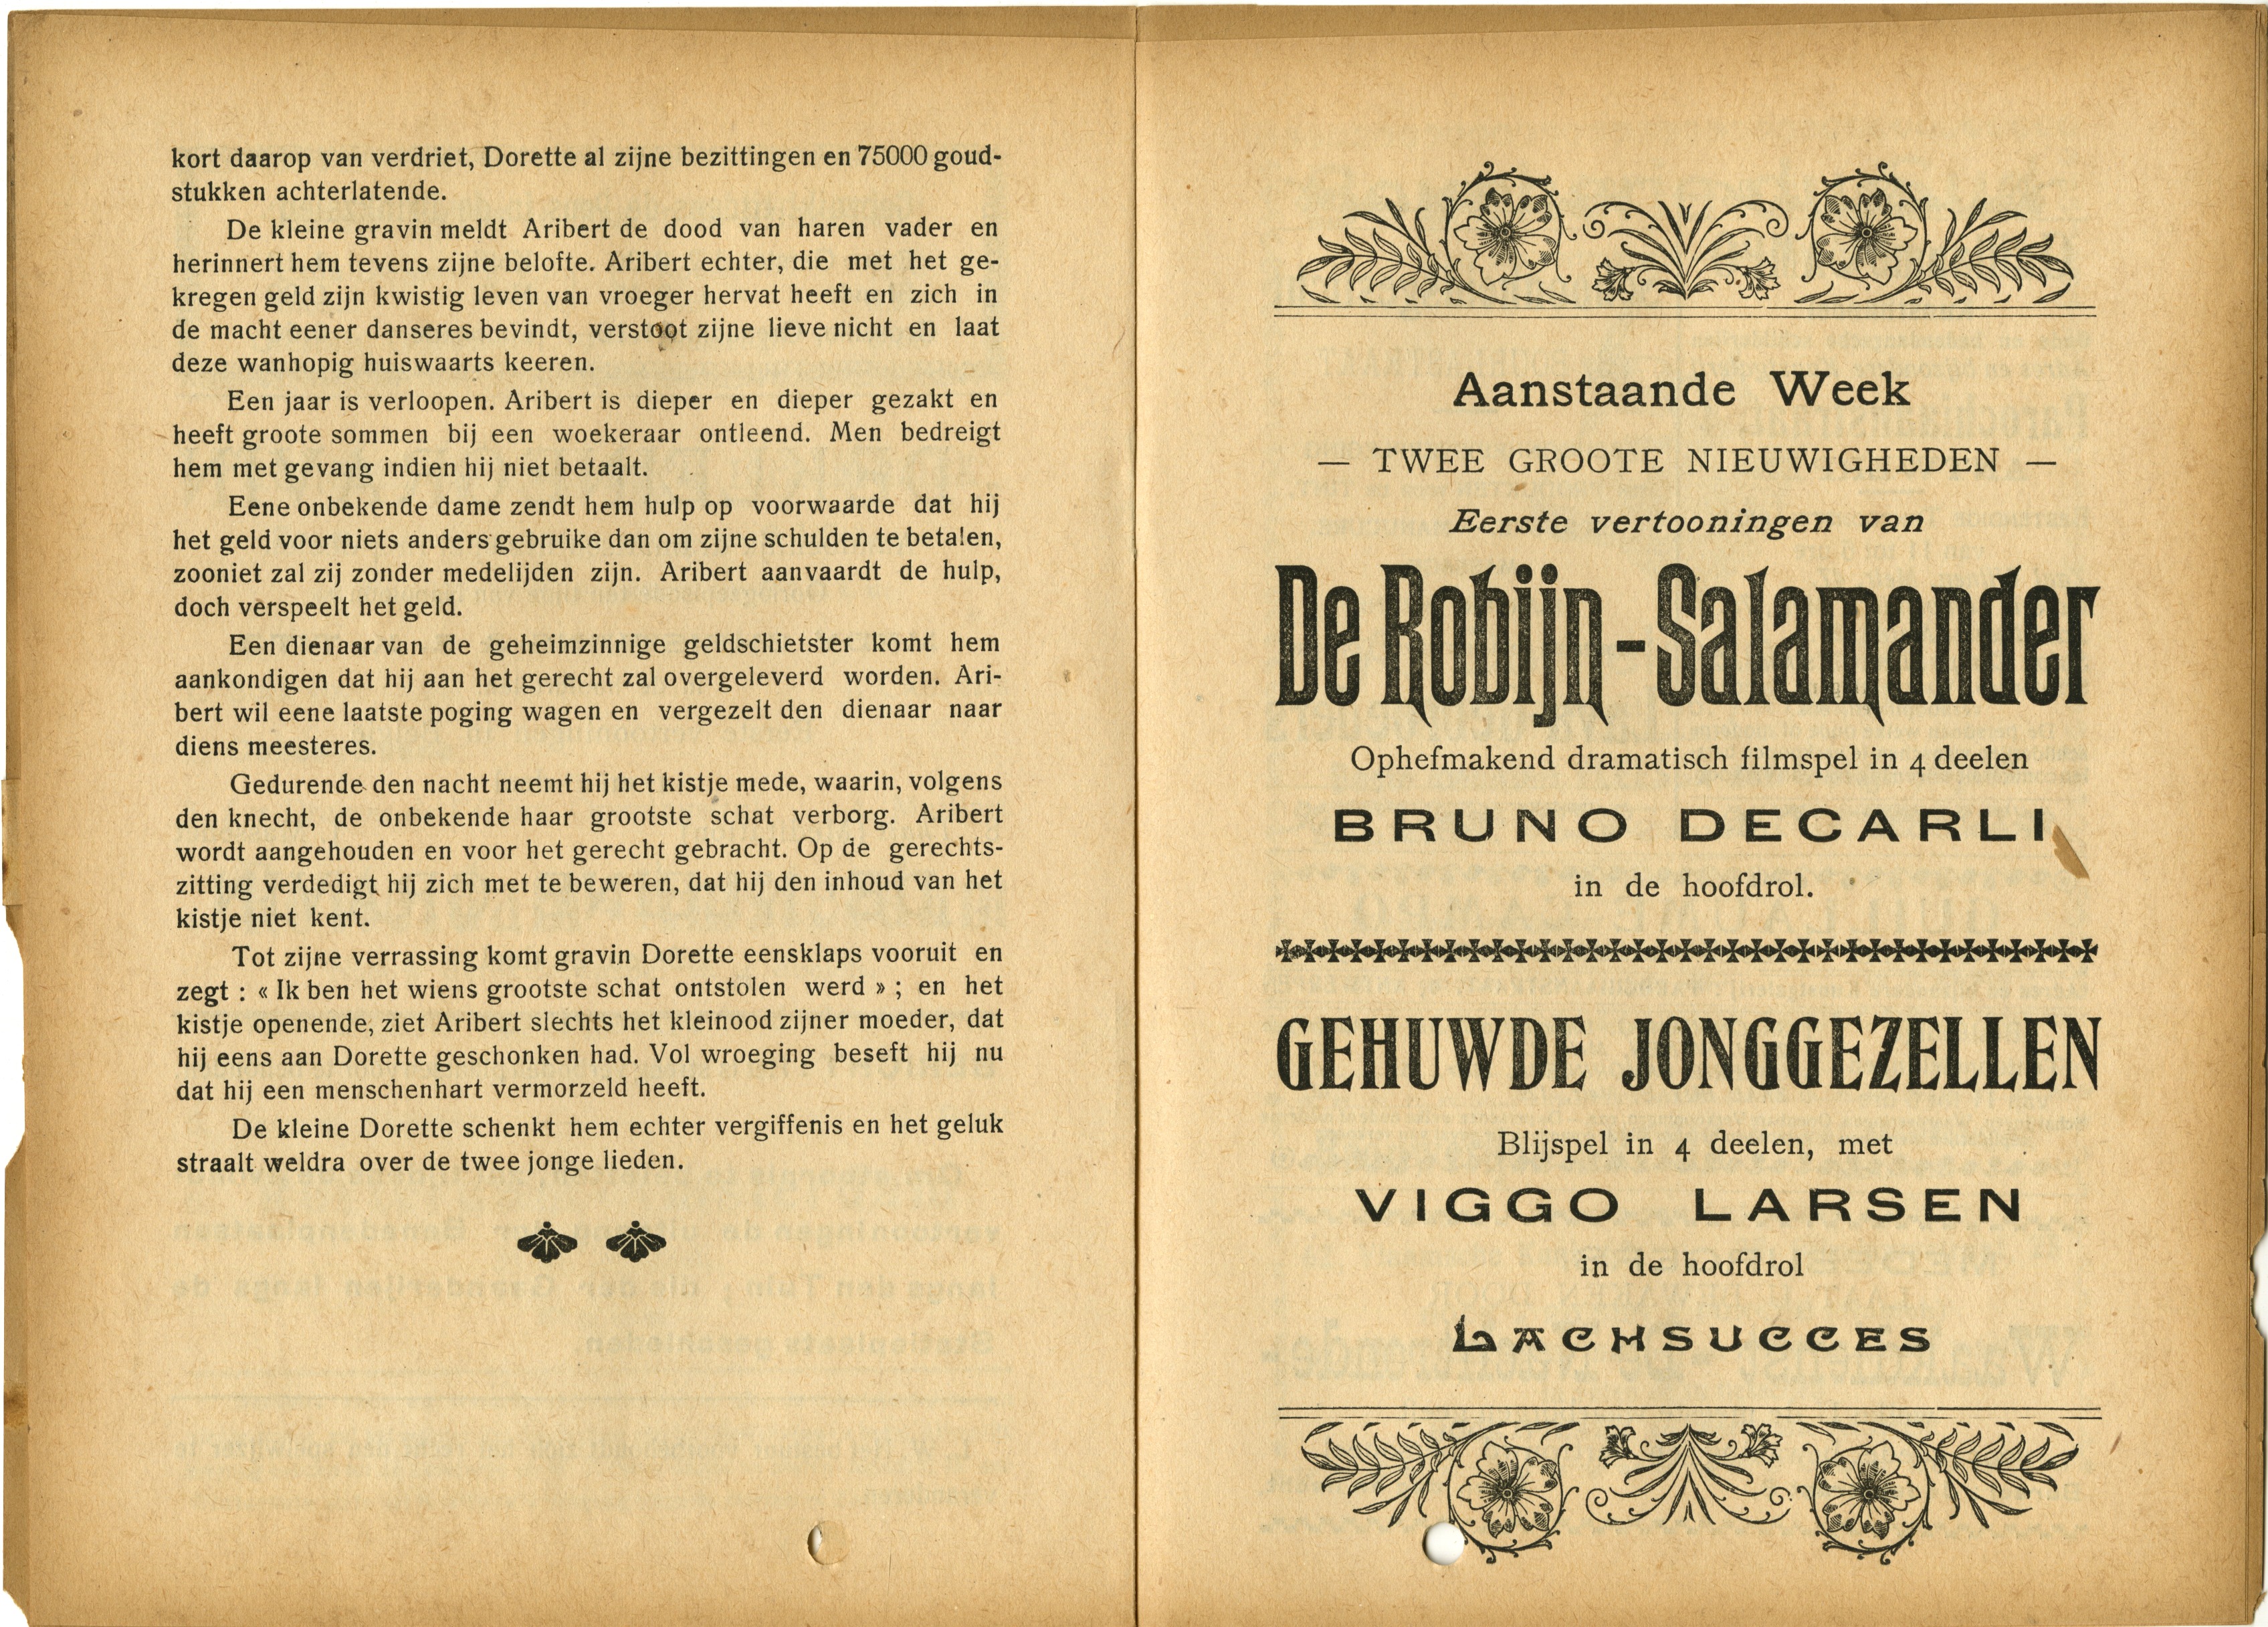 kort daarop van verdriet, Dorette al zijne bezittingen en 75000 goud-
stukken achterlatende.
De kleine gravin meldt Aribert de dood van haren vader en
herinnert hem tevens zijne belofte. Aribert echter, die met het ge-
kregen geld zijn kwistig leven van vroeger hervat heeft en zich in
de macht eener danseres bevindt, verstoot zijne lieve nicht en laat
deze wanhopig huiswaarts keeren.
Een jaar is verloopen. Aribert is dieper en dieper gezakt en
heeft groote sommen bij een woekeraar ontleend. Men bedreigt
hem met gevang indien hij niet betaalt.
Eene onbekende dame zendt hem hulp op voorwaarde dat hij
het geld voor niets anders gebruike dan om zijne schulden te betalen,
zooniet zal zij zonder medelijden zijn. Aribert aanvaardt de hulp,
doch verspeelt het geld.
Een dienaar van de geheimzinnige geldschietster komt hem
aankondigen dat hij aan het gerecht zal overgeleverd worden. Ari-
bert wil eene laatste poging wagen en vergezelt den dienaar naar
diens meesteres.
Gedurende den nacht neemt hij het kistje mede, waarin, volgens
den knecht, de onbekende haar grootste schat verborg. Aribert
wordt aangehouden en voor het gerecht gebracht. Op de gerechts-
zitting verdedigt hij zich met te beweren, dat hij den inhoud van het
kistje niet kent.
Tot zijne verrassing komt gravin Dorette eensklaps vooruit en
zegt : « Ik ben het wiens grootste schat ontstolen werd » ; en het
kistje openende, ziet Aribert slechts het kleinood zijner moeder, dat
hij eens aan Dorette geschonken had. Vol wroeging beseft hij nu
dat hij een menschenhart vermorzeld heeft.
De kleine Dorette schenkt hem echter vergiffenis en het geluk
straalt weldra over de twee jonge lieden.
Aanstaande Week
— TWEE GROOTE NIEUWIGHEDEN —
Eerste vertooningen van
De Robijn-Salamander
Ophefmakend dramatisch filmspel in 4 deelen
BRUNO DECARLI
in de hoofdrol.
GEHUWDE JONGGEZELLEN
Blijspel in 4 deelen, met
VIGGO LARSEN
in de hoofdrol
LACHSUCCES